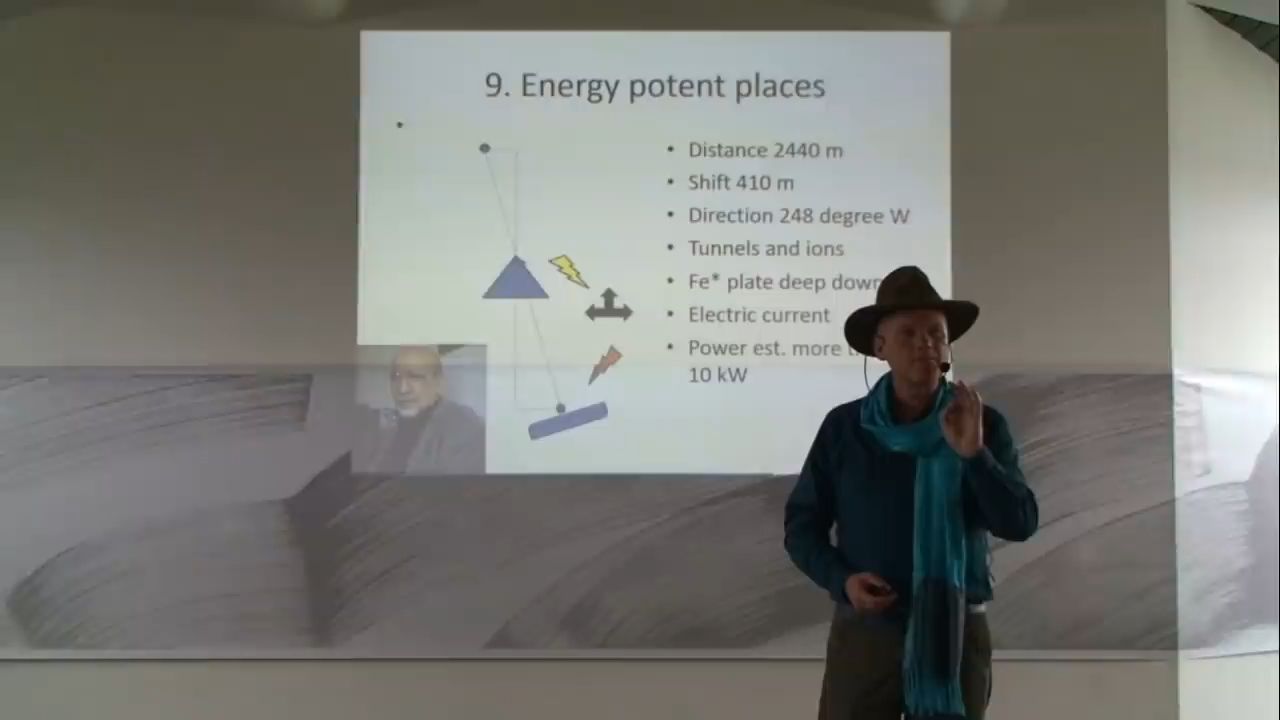 9. Energy potent places
• Distance 2440 m
• Shift 410 m
• Direction 248 degree W
• Tunnels and ions
• Fe* plate deep down
• Electric current
• Power est. more
10 kW